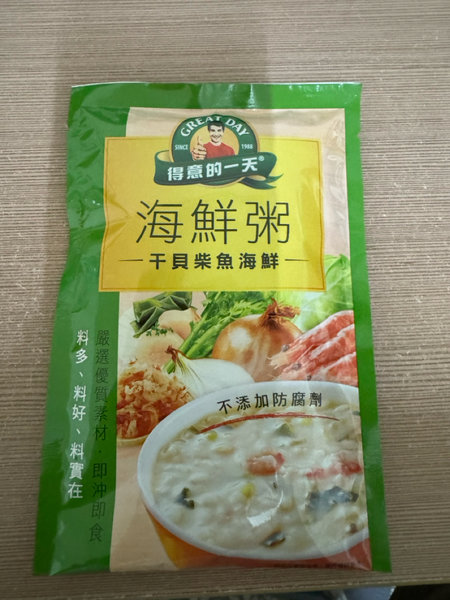 GREAT DAY
SINCE 1988
得意的一天®
海鮮粥
干貝柴魚海鮮
嚴選優質素材·即沖即食
料多、料好、料實在
不添加防腐劑